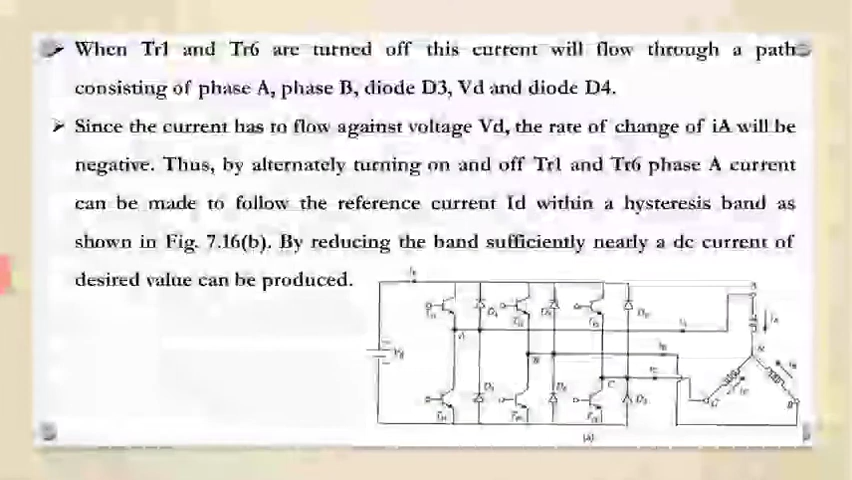 ➢ When Tr1 and Tr6 are turned off this current will flow through a path
consisting of phase A, phase B, diode D3, Vd and diode D4.
➢ Since the current has to flow against voltage Vd, the rate of change of iA will be
negative. Thus, by alternately turning on and off Tr1 and Tr6 phase A current
can be made to follow the reference current Id within a hysteresis band as
shown in Fig. 7.16(b). By reducing the band sufficiently nearly a dc current of
desired value can be produced.
Vd
A
B
C
N
(a)